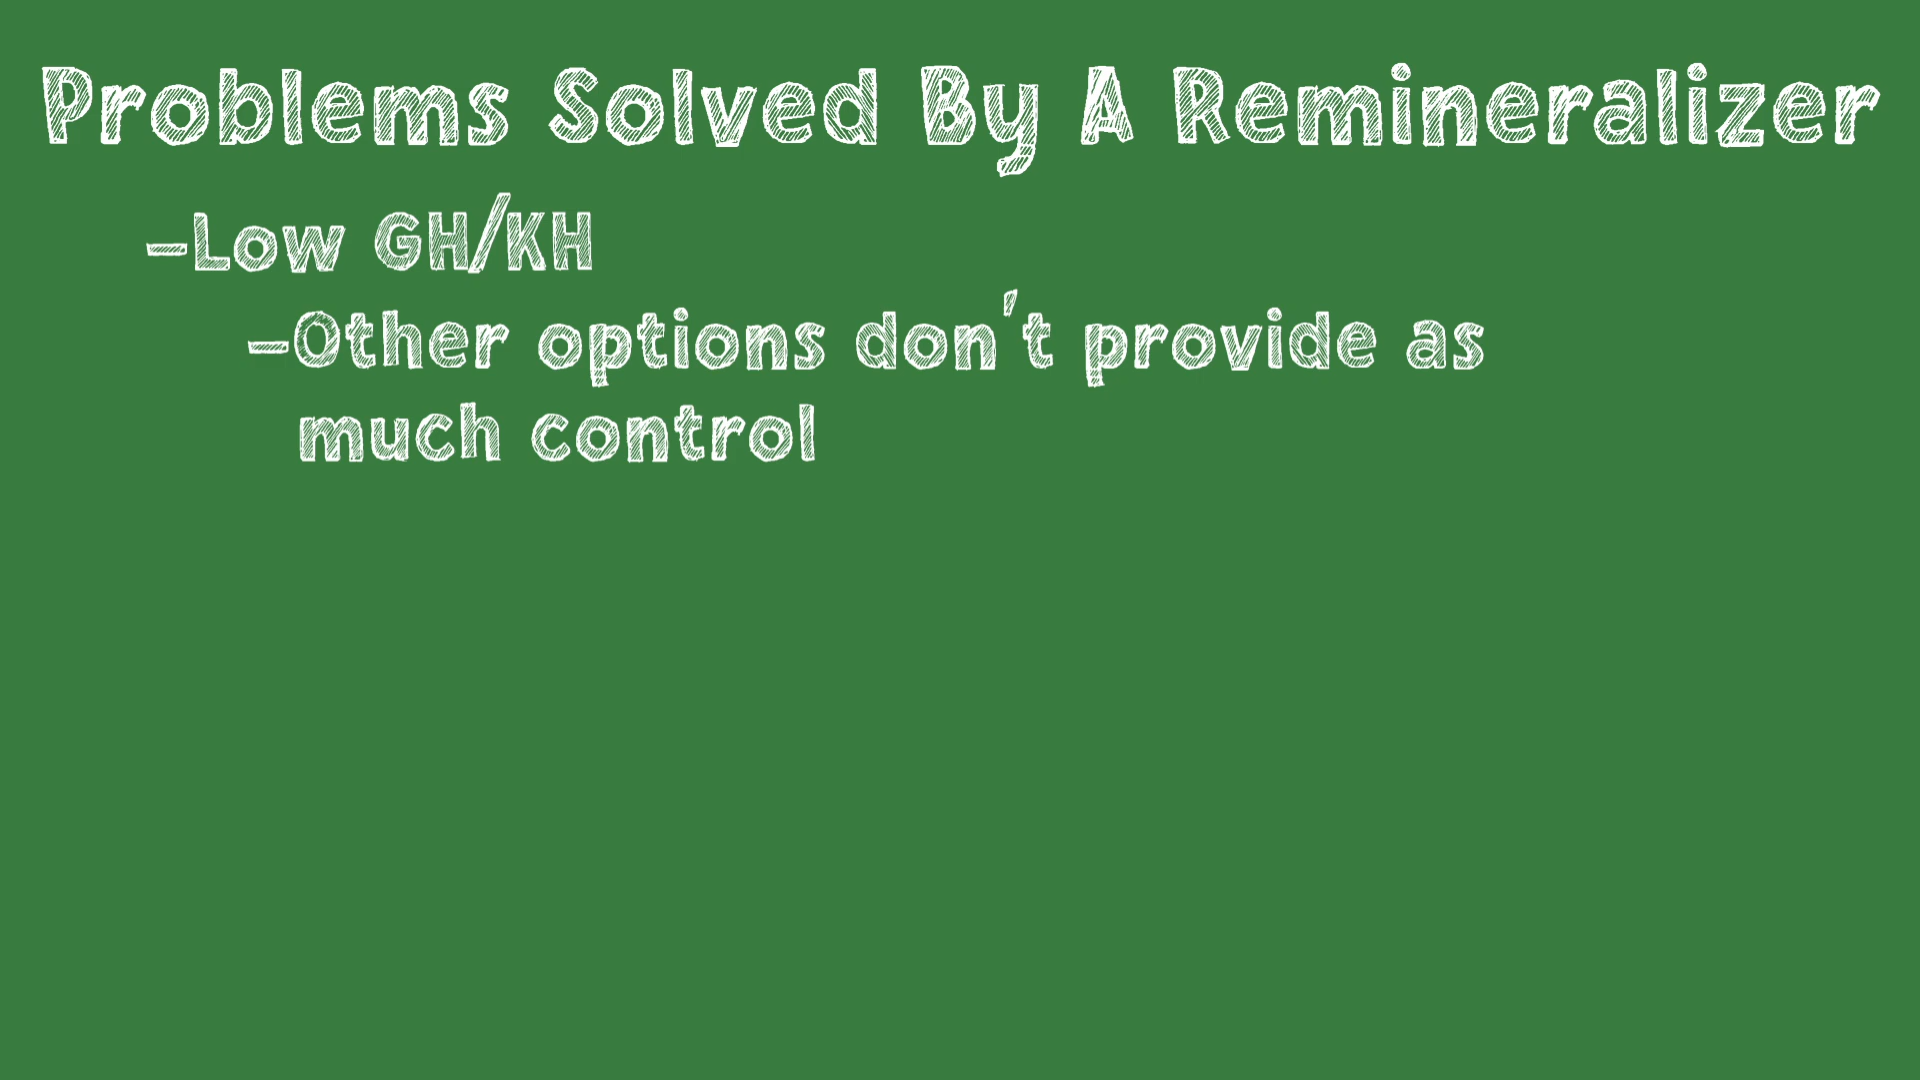 Problems Solved By A Remineralizer
-Low GH/KH
-Other options don't provide as
much control